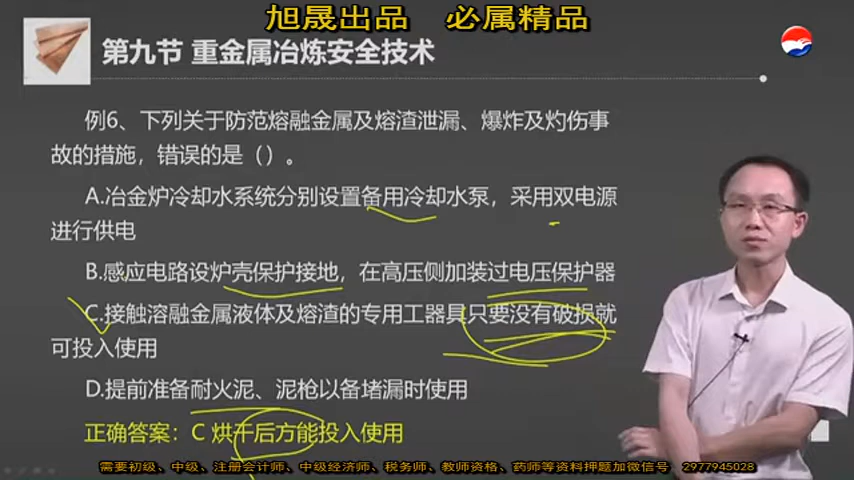 旭晟出品 必属精品
第九节 重金属冶炼安全技术
例6、下列关于防范熔融金属及熔渣泄漏、爆炸及灼伤事
故的措施，错误的是（）。
A.冶金炉冷却水系统分别设置备用冷却水泵，采用双电源
进行供电
B.感应电路设炉壳保护接地，在高压侧加装过电压保护器
C.接触溶融金属液体及熔渣的专用工器具只要没有破损就
可投入使用
D.提前准备耐火泥、泥枪以备堵漏时使用
正确答案：C 烘干后方能投入使用
需要初级、中级、注册会计师、中级经济师、税务师、教师资格、药师等资料押题加微信号 2977945028